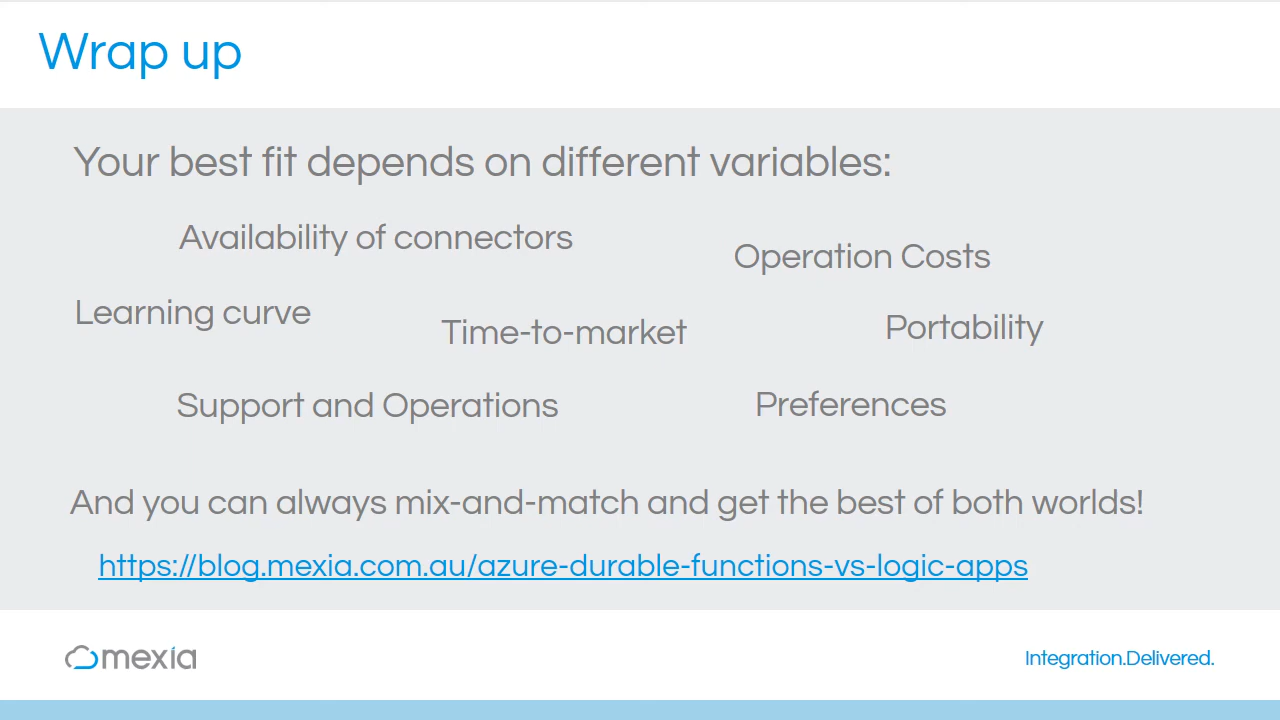 Wrap up
Your best fit depends on different variables:
Availability of connectors
Operation Costs
Learning curve
Time-to-market
Portability
Support and Operations
Preferences
And you can always mix-and-match and get the best of both worlds!
https://blog.mexia.com.au/azure-durable-functions-vs-logic-apps
mexia
Integration.Delivered.